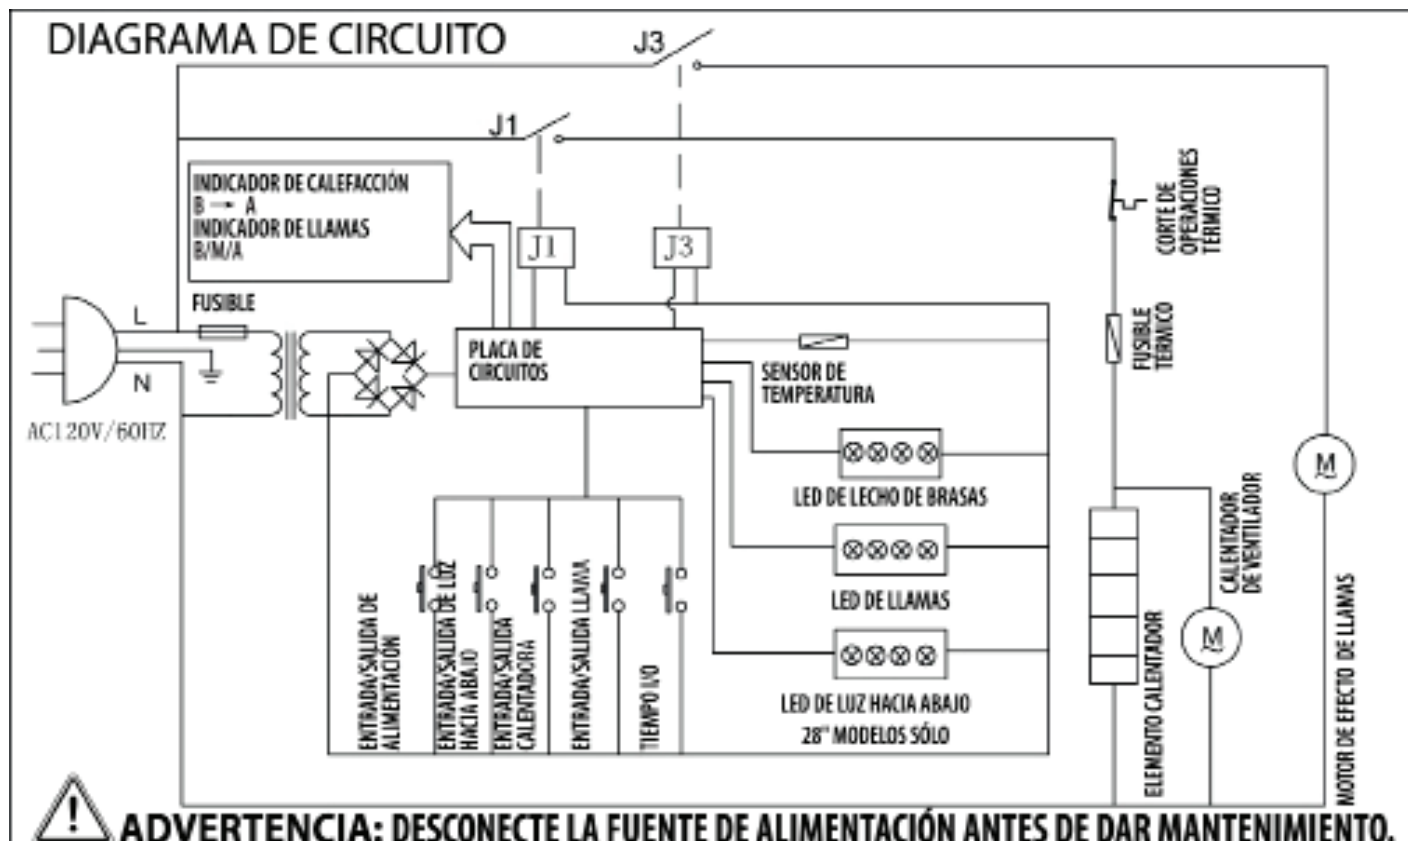 DIAGRAMA DE CIRCUITO
J3
J1
INDICADOR DE CALEFACCIÓN
B → A
INDICADOR DE LLAMAS
B/M/A
J1
J3
CORTE DE
OPERACIONES
TÉRMICO
FUSIBLE
L
N
AC120V/60HZ
PLACA DE
CIRCUITOS
SENSOR DE
TEMPERATURA
FUSIBLE
TÉRMICO
LED DE LECHO DE BRASAS
M
CALENTADOR
DE VENTILADOR
LED DE LLAMAS
M
ENTRADA/SALIDA DE
ALIMENTACIÓN
ENTRADA/SALIDA DE LUZ
HACIA ABAJO
ENTRADA/SALIDA
CALENTADORA
ENTRADA/SALIDA LLAMA
TIEMPO I/O
LED DE LUZ HACIA ABAJO
28" MODELOS SÓLO
ELEMENTO CALENTADOR
MOTOR DE EFECTO DE LLAMAS
! ADVERTENCIA: DESCONECTE LA FUENTE DE ALIMENTACIÓN ANTES DE DAR MANTENIMIENTO.